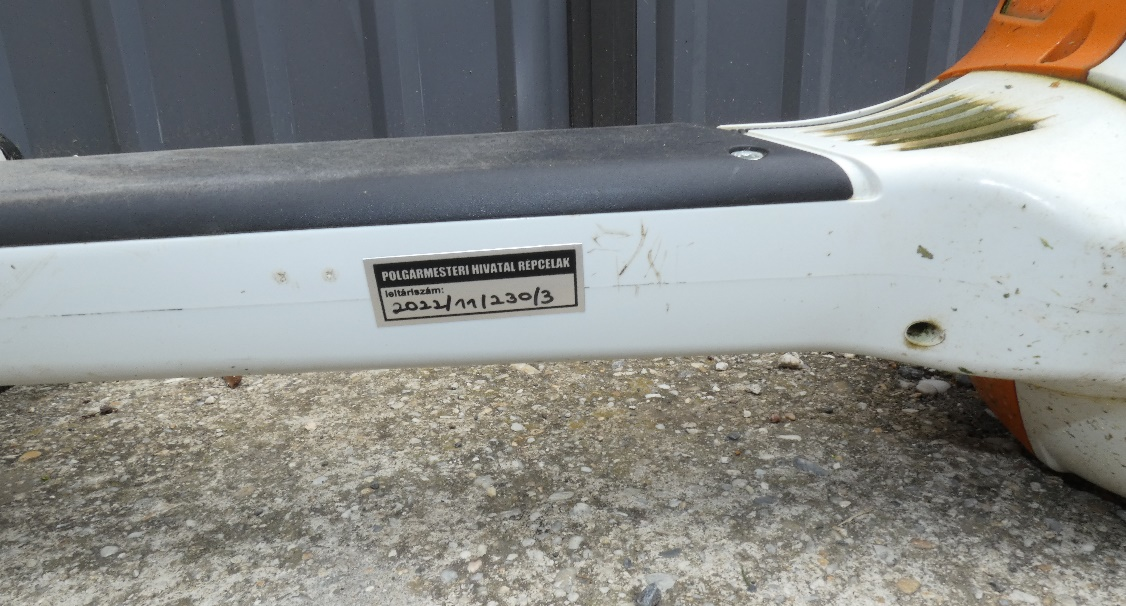 POLGARMESTERI HIVATAL REPCELAK
leltáriszám:
2022/11/230/3